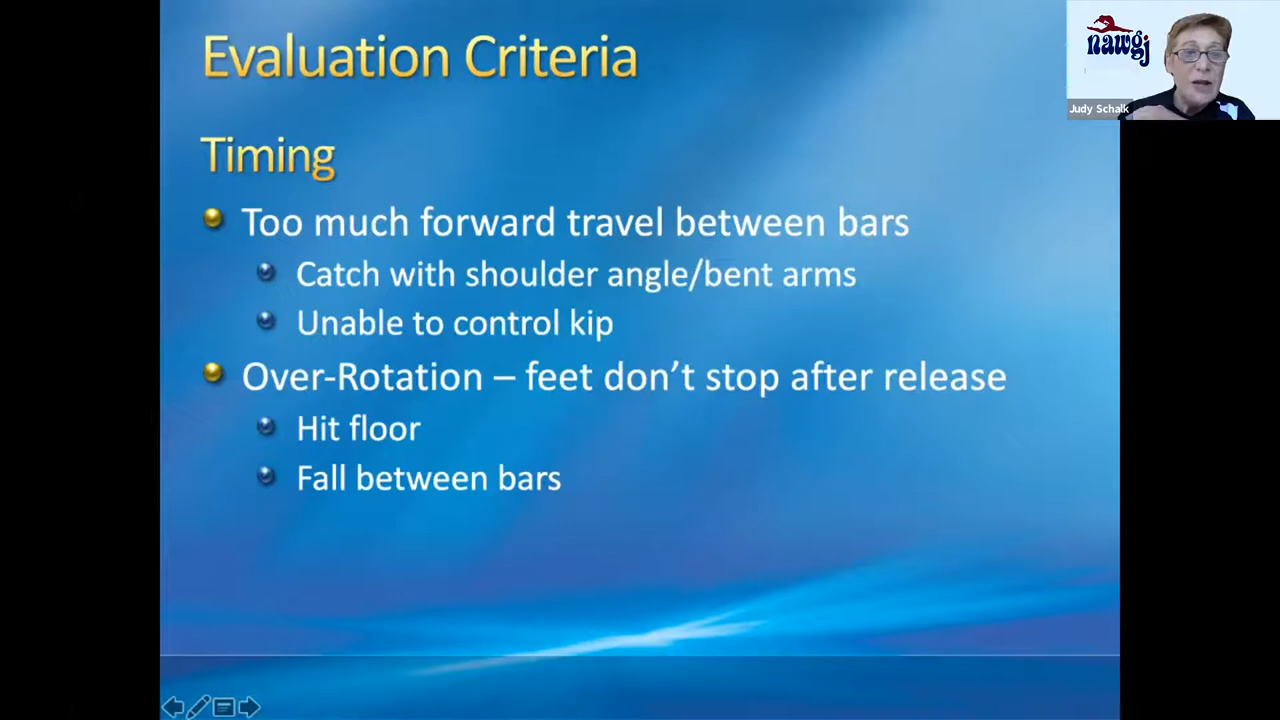 Evaluation Criteria
nawgj
Judy Schalk
Timing
Too much forward travel between bars
Catch with shoulder angle/bent arms
Unable to control kip
Over-Rotation – feet don’t stop after release
Hit floor
Fall between bars